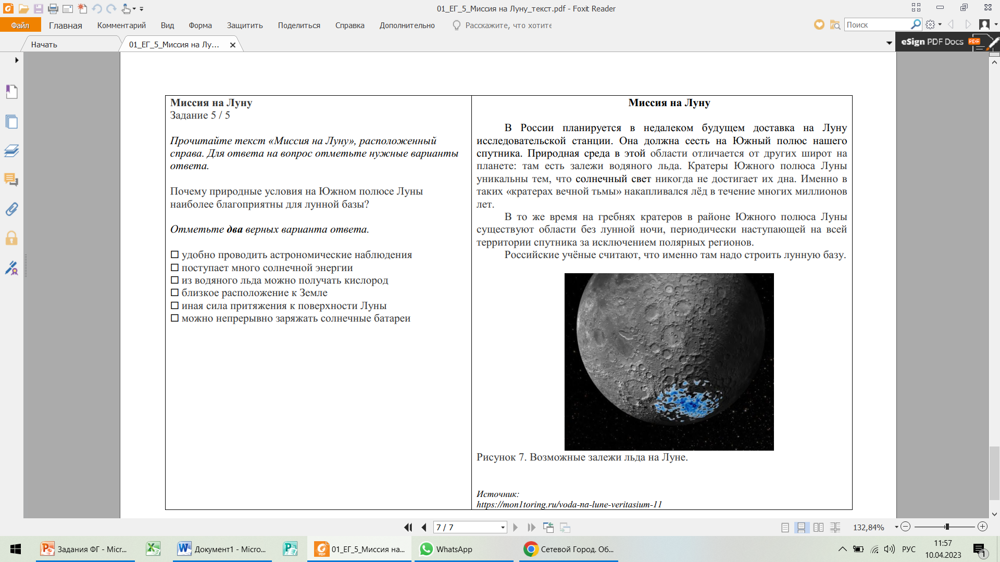 01_ЕГ_5_Миссия на Луну_текст.pdf - Foxit Reader
Файл Главная Комментарий Вид Форма Защитить Поделиться Справка Дополнительно Расскажите, что хотите Поиск
Начать 01_ЕГ_5_Миссия на Лу... eSign PDF Docs PDF
Миссия на Луну
Задание 5 / 5
Прочитайте текст «Миссия на Луну», расположенный
справа. Для ответа на вопрос отметьте нужные варианты
ответа.
Почему природные условия на Южном полюсе Луны
наиболее благоприятны для лунной базы?
Отметьте два верных варианта ответа.
удобно проводить астрономические наблюдения
поступает много солнечной энергии
из водяного льда можно получать кислород
близкое расположение к Земле
иная сила притяжения к поверхности Луны
можно непрерывно заряжать солнечные батареи
Миссия на Луну
В России планируется в недалеком будущем доставка на Луну
исследовательской станции. Она должна сесть на Южный полюс нашего
спутника. Природная среда в этой области отличается от других широт на
планете: там есть залежи водяного льда. Кратеры Южного полюса Луны
уникальны тем, что солнечный свет никогда не достигает их дна. Именно в
таких «кратерах вечной тьмы» накапливался лёд в течение многих миллионов
лет.
В то же время на гребнях кратеров в районе Южного полюса Луны
существуют области без лунной ночи, периодически наступающей на всей
территории спутника за исключением полярных регионов.
Российские учёные считают, что именно там надо строить лунную базу.
Рисунок 7. Возможные залежи льда на Луне.
Источник:
https://mon1toring.ru/voda-na-lune-veritasium-11
7 / 7 132,84%
Задания ФГ - Micr... Документ1 - Micro... 01_ЕГ_5_Миссия на... WhatsApp Сетевой Город. Об... РУС 11:57
10.04.2023 1